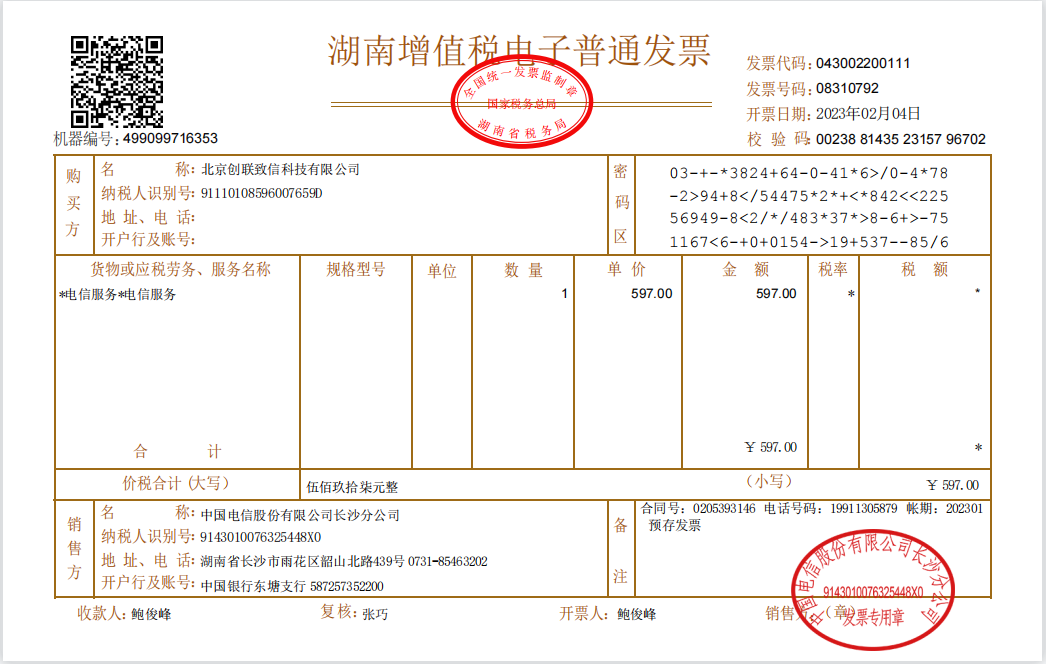 湖南增值税电子普通发票
全国统一发票监制章
国家税务总局
湖南省税务局
发票代码: 043002200111
发票号码: 08310792
开票日期: 2023年02月04日
校 验 码: 00238 81435 23157 96702
机器编号: 499099716353
购买方
名 称: 北京创联致信科技有限公司
纳税人识别号: 91110108596007659D
地 址、电 话:
开户行及账号:
密码区
03-+-*3824+64-0-41*6>/0-4*78
-2>94+8</54475*2*+<*842<<225
56949-8<2/*/483*37*>8-6+>-75
1167<6-+0+0154->19+537--85/6
货物或应税劳务、服务名称 规格型号 单位 数 量 单 价 金 额 税率 税 额
*电信服务*电信服务 1 597.00 597.00 * *
合 计 ¥ 597.00 *
价税合计 (大写) 伍佰玖拾柒元整 (小写) ¥ 597.00
销售方
名 称: 中国电信股份有限公司长沙分公司
纳税人识别号: 9143010076325448X0
地 址、电 话: 湖南省长沙市雨花区韶山北路439号 0731-85463202
开户行及账号: 中国银行东塘支行 587257352200
备注
合同号: 0205393146 电话号码: 19911305879 帐期: 202301
预存发票
收款人: 鲍俊峰 复核: 张巧 开票人: 鲍俊峰 销售方: (章)
中国电信股份有限公司长沙分公司
9143010076325448X0
发票专用章